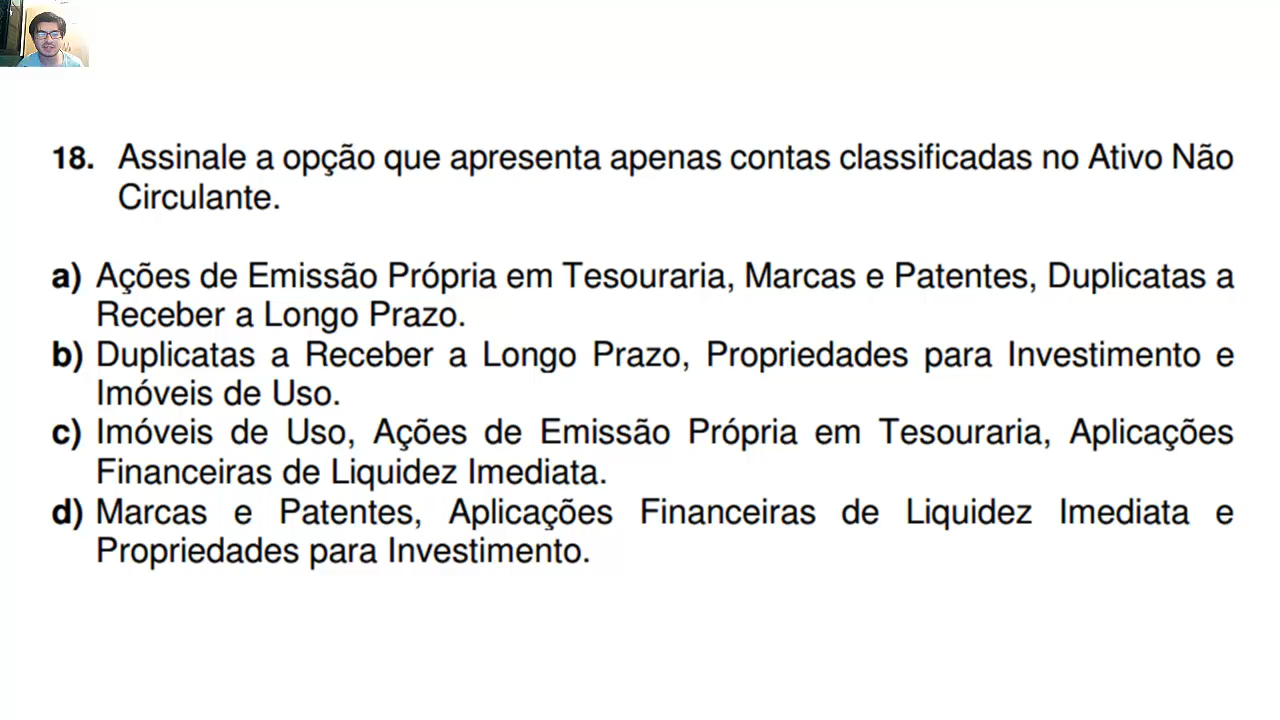 18. Assinale a opção que apresenta apenas contas classificadas no Ativo Não
Circulante.
a) Ações de Emissão Própria em Tesouraria, Marcas e Patentes, Duplicatas a
Receber a Longo Prazo.
b) Duplicatas a Receber a Longo Prazo, Propriedades para Investimento e
Imóveis de Uso.
c) Imóveis de Uso, Ações de Emissão Própria em Tesouraria, Aplicações
Financeiras de Liquidez Imediata.
d) Marcas e Patentes, Aplicações Financeiras de Liquidez Imediata e
Propriedades para Investimento.